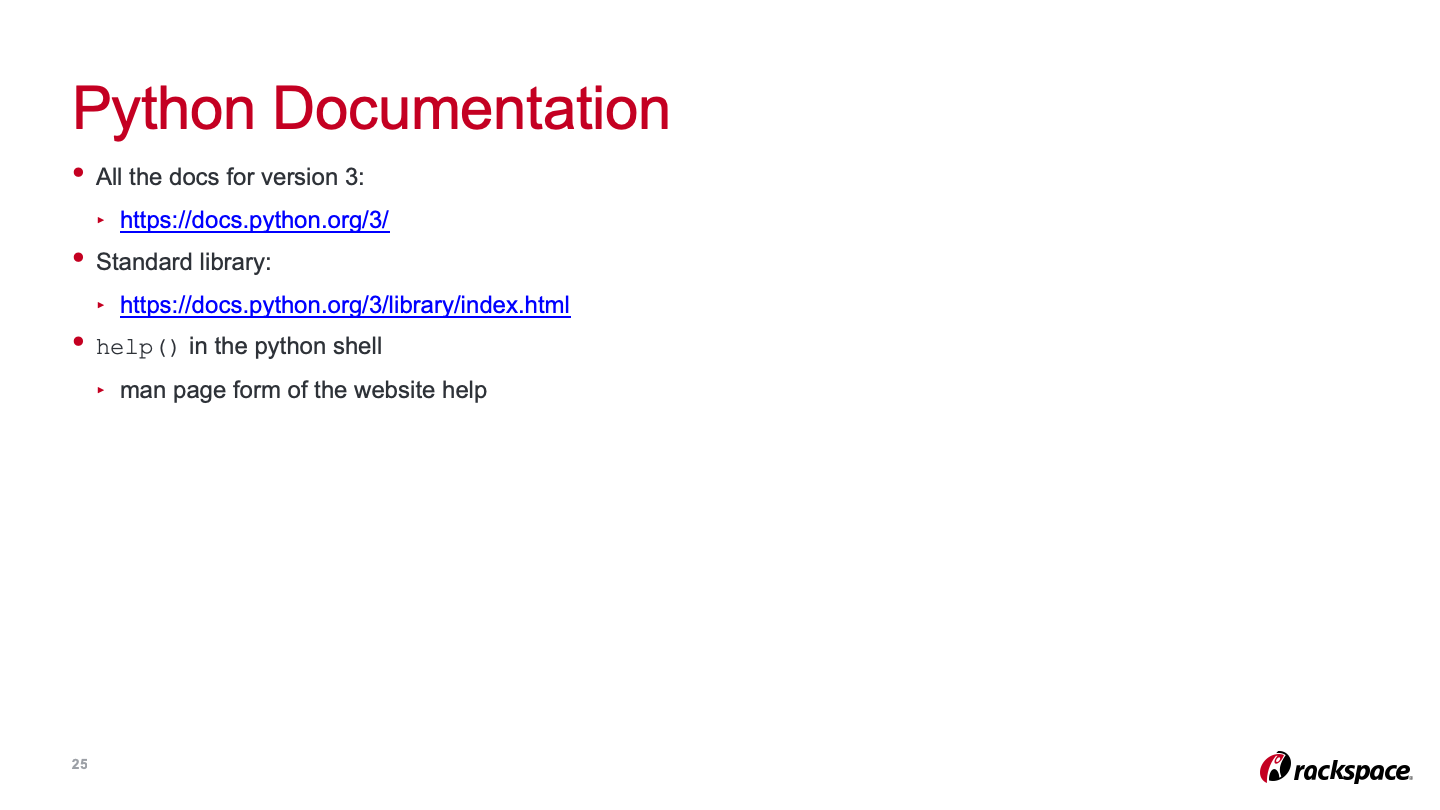 Python Documentation
• All the docs for version 3:
‣ https://docs.python.org/3/
• Standard library:
‣ https://docs.python.org/3/library/index.html
• help() in the python shell
‣ man page form of the website help
25
rackspace.